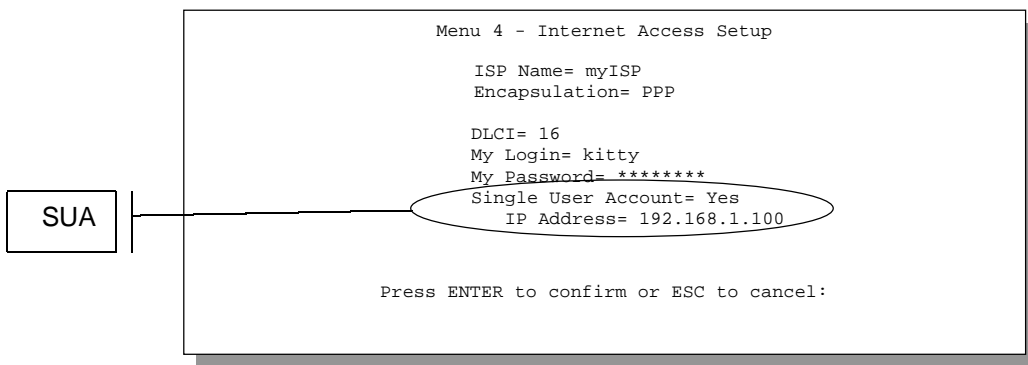 Menu 4 - Internet Access Setup
ISP Name= myISP
Encapsulation= PPP
DLCI= 16
My Login= kitty
My Password= ********
Single User Account= Yes
IP Address= 192.168.1.100
SUA
Press ENTER to confirm or ESC to cancel: